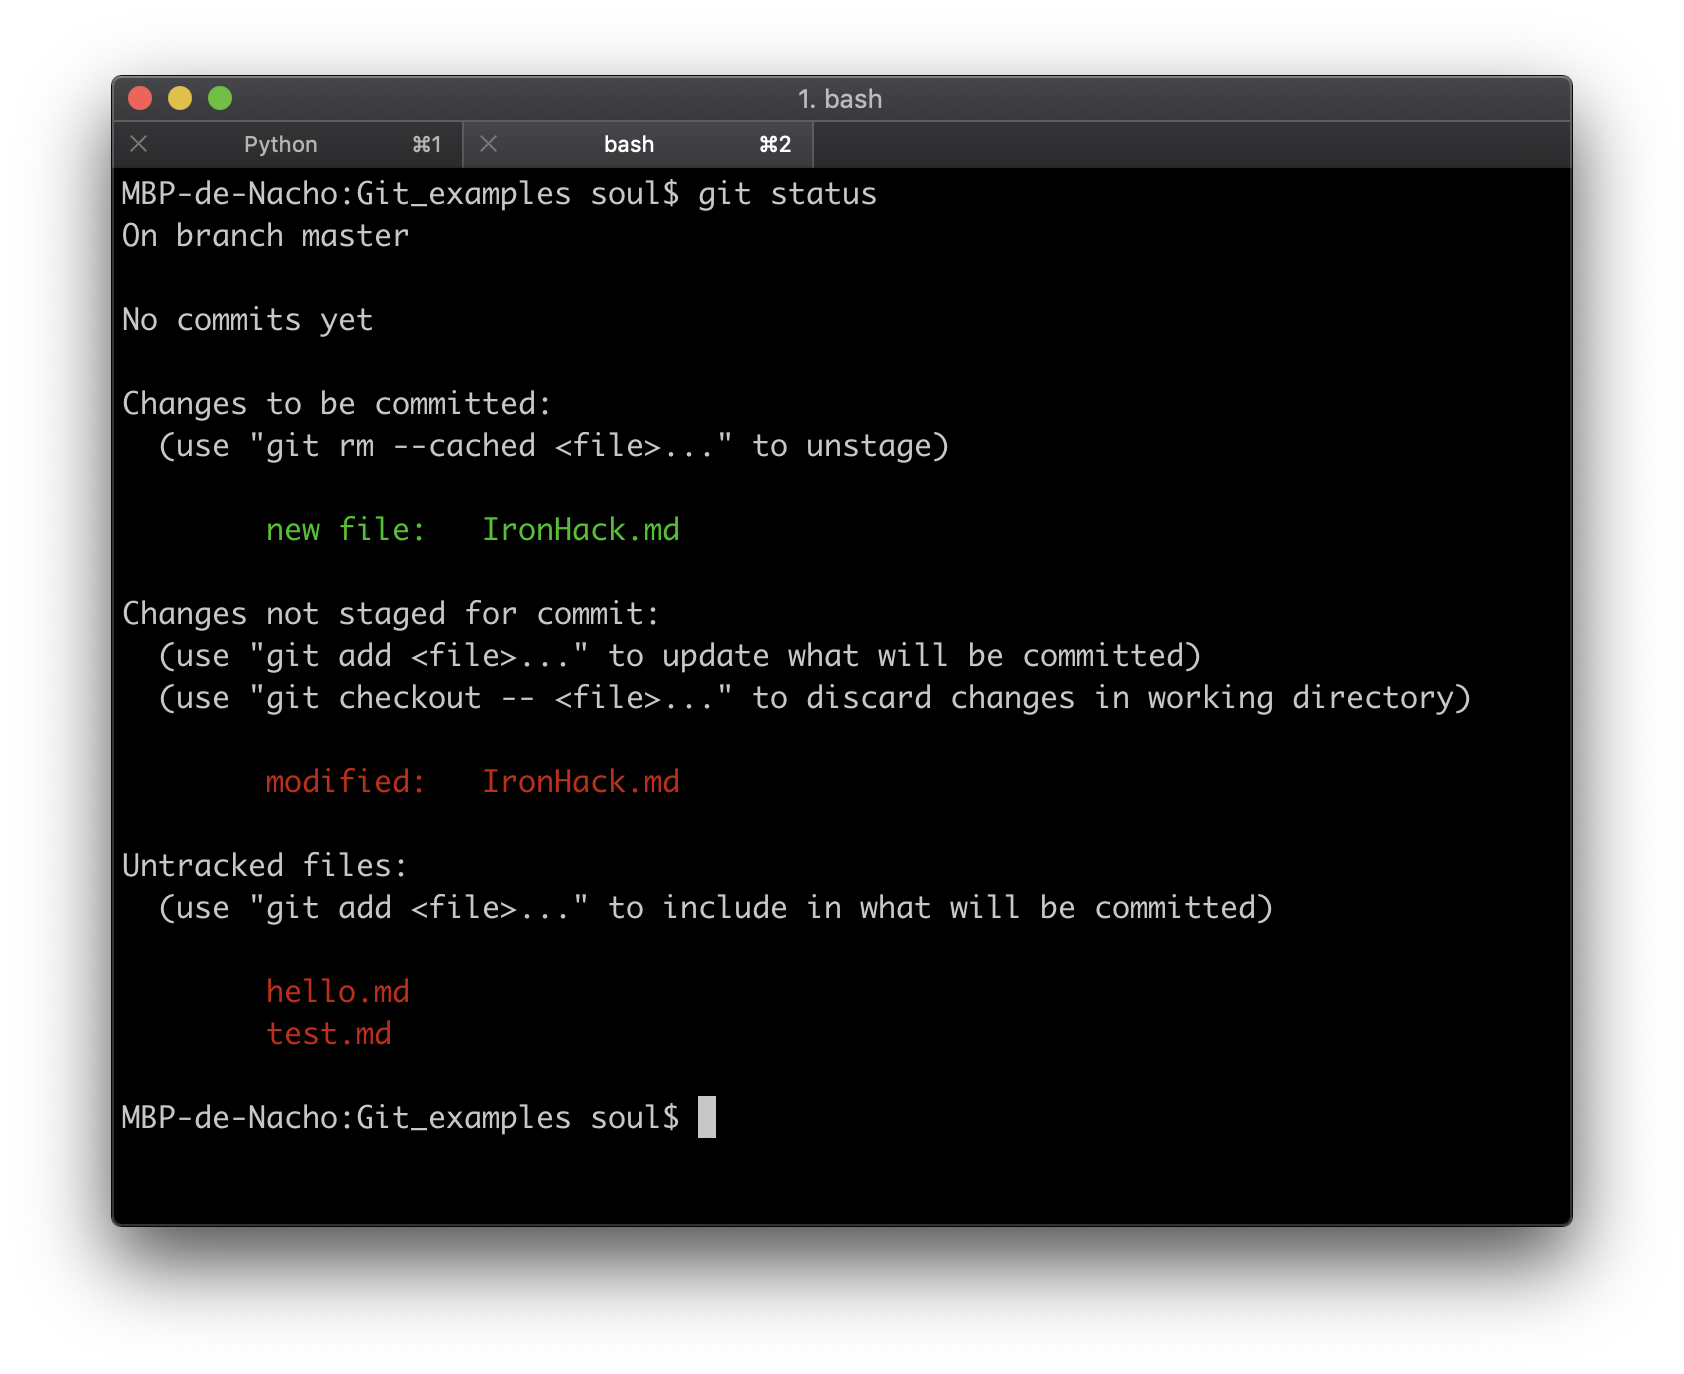 1. bash
Python ⌘1 bash ⌘2
MBP-de-Nacho:Git_examples soul$ git status
On branch master
No commits yet
Changes to be committed:
  (use "git rm --cached <file>..." to unstage)
        new file:   IronHack.md
Changes not staged for commit:
  (use "git add <file>..." to update what will be committed)
  (use "git checkout -- <file>..." to discard changes in working directory)
        modified:   IronHack.md
Untracked files:
  (use "git add <file>..." to include in what will be committed)
        hello.md
        test.md
MBP-de-Nacho:Git_examples soul$